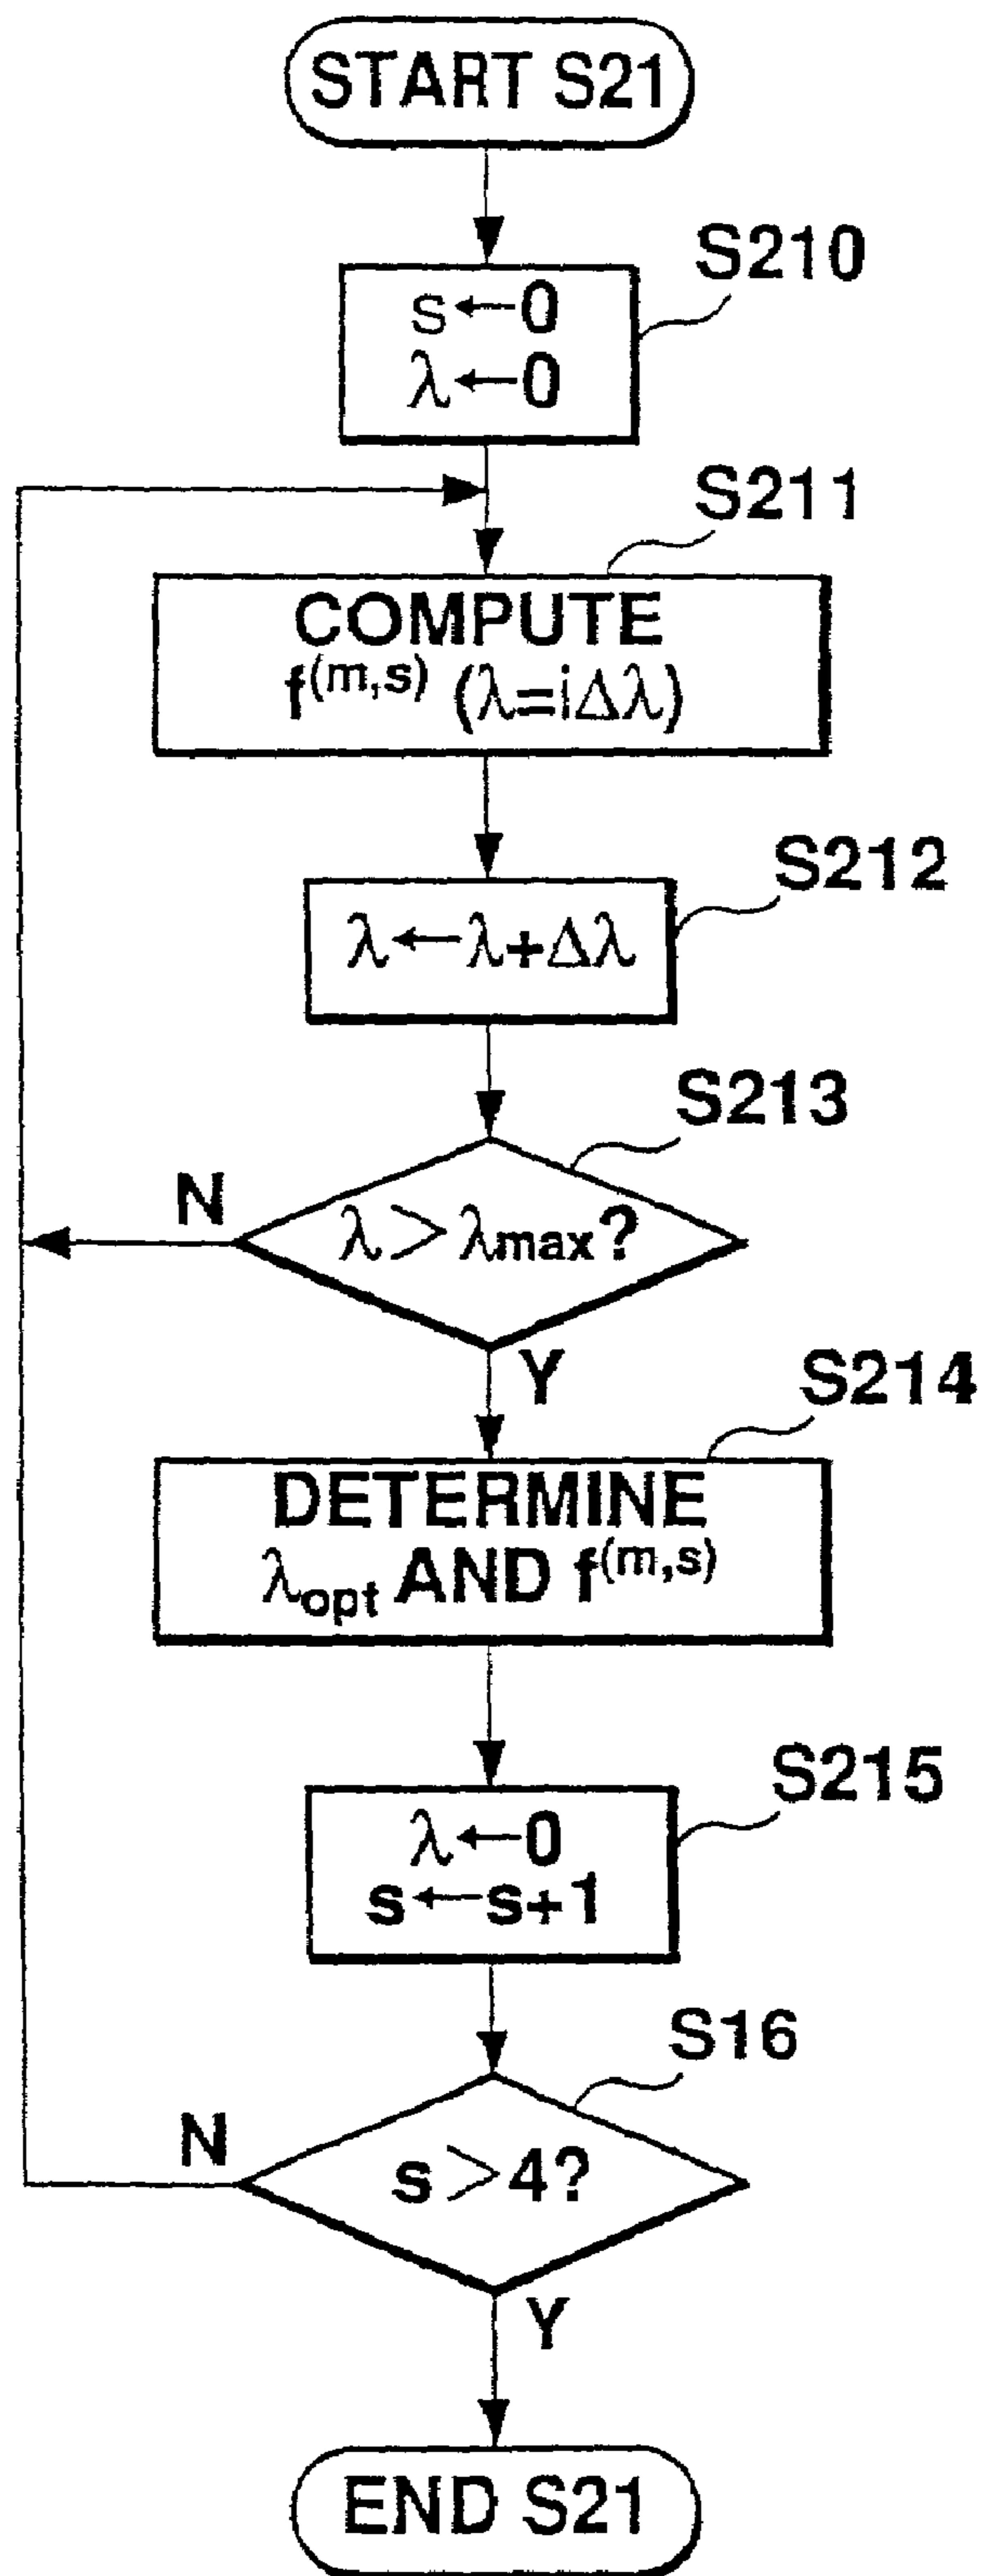 START S21
S210
s←0
λ←0
S211
COMPUTE
f^(m,s) (λ=iΔλ)
S212
λ←λ+Δλ
S213
N
λ>λmax?
Y
S214
DETERMINE
λopt AND f^(m,s)
S215
λ←0
s←s+1
S16
N
s>4?
Y
END S21